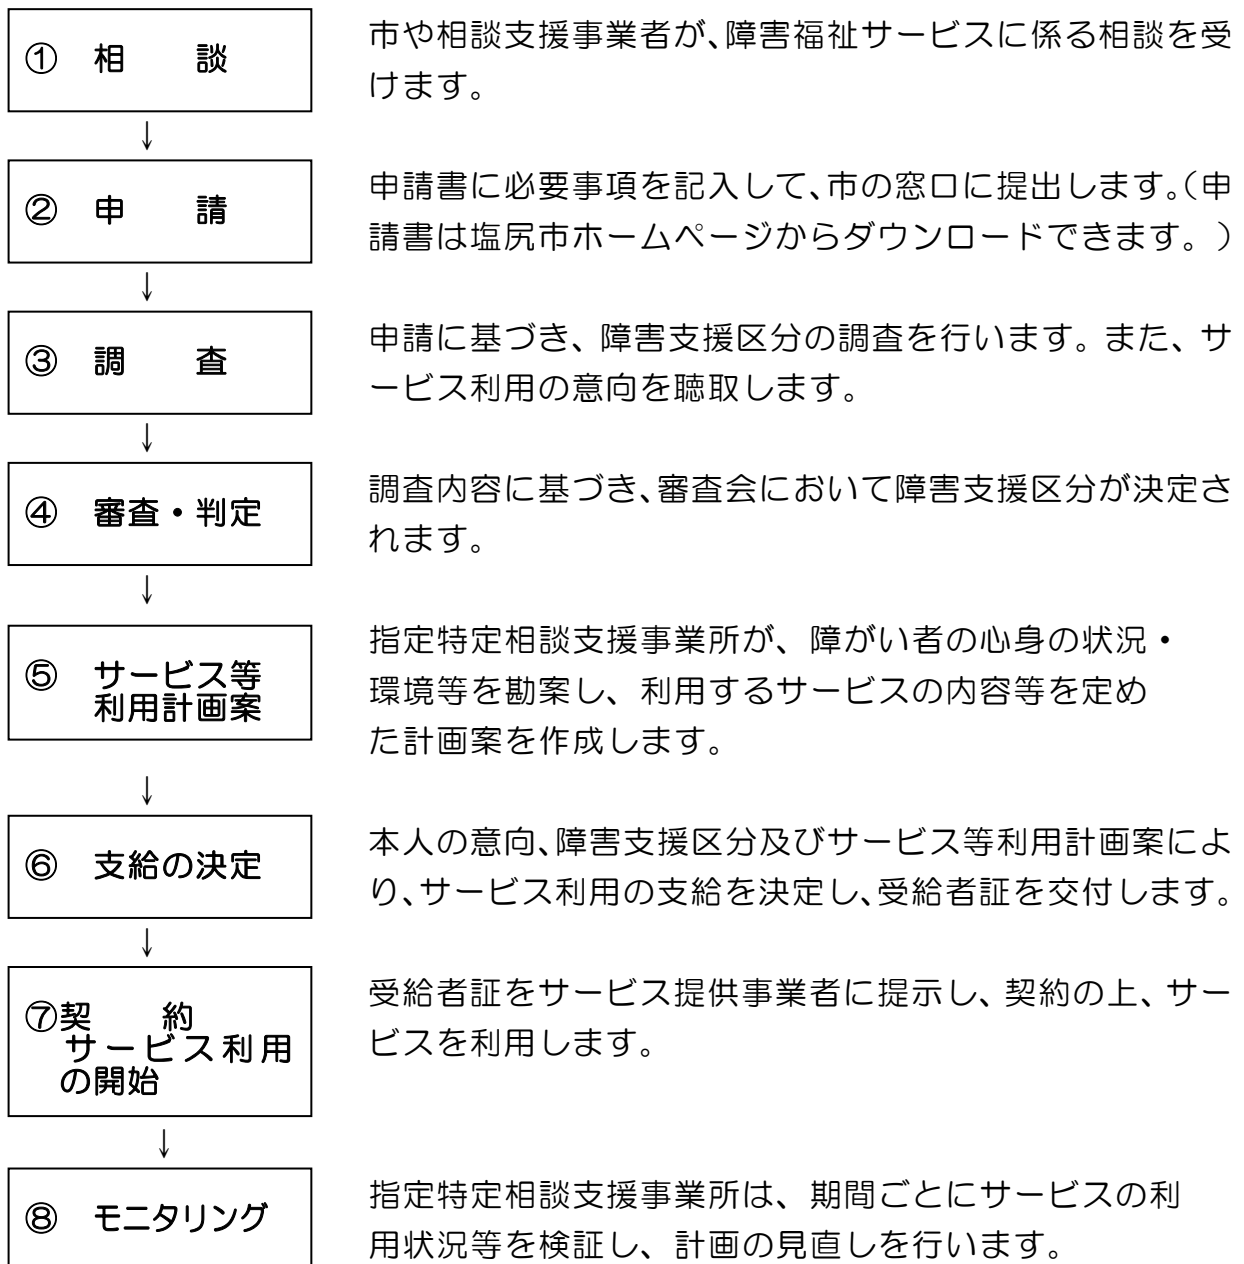 ① 相 談
市や相談支援事業者が、障害福祉サービスに係る相談を受
けます。
↓
② 申 請
申請書に必要事項を記入して、市の窓口に提出します。（申
請書は塩尻市ホームページからダウンロードできます。）
↓
③ 調 査
申請に基づき、障害支援区分の調査を行います。また、サ
ービス利用の意向を聴取します。
↓
④ 審査・判定
調査内容に基づき、審査会において障害支援区分が決定さ
れます。
↓
⑤ サービス等
利用計画案
指定特定相談支援事業所が、障がい者の心身の状況・
環境等を勘案し、利用するサービスの内容等を定め
た計画案を作成します。
↓
⑥ 支給の決定
本人の意向、障害支援区分及びサービス等利用計画案によ
り、サービス利用の支給を決定し、受給者証を交付します。
↓
⑦契 約
サービス利用
の開始
受給者証をサービス提供事業者に提示し、契約の上、サー
ビスを利用します。
↓
⑧ モニタリング
指定特定相談支援事業所は、期間ごとにサービスの利
用状況等を検証し、計画の見直しを行います。